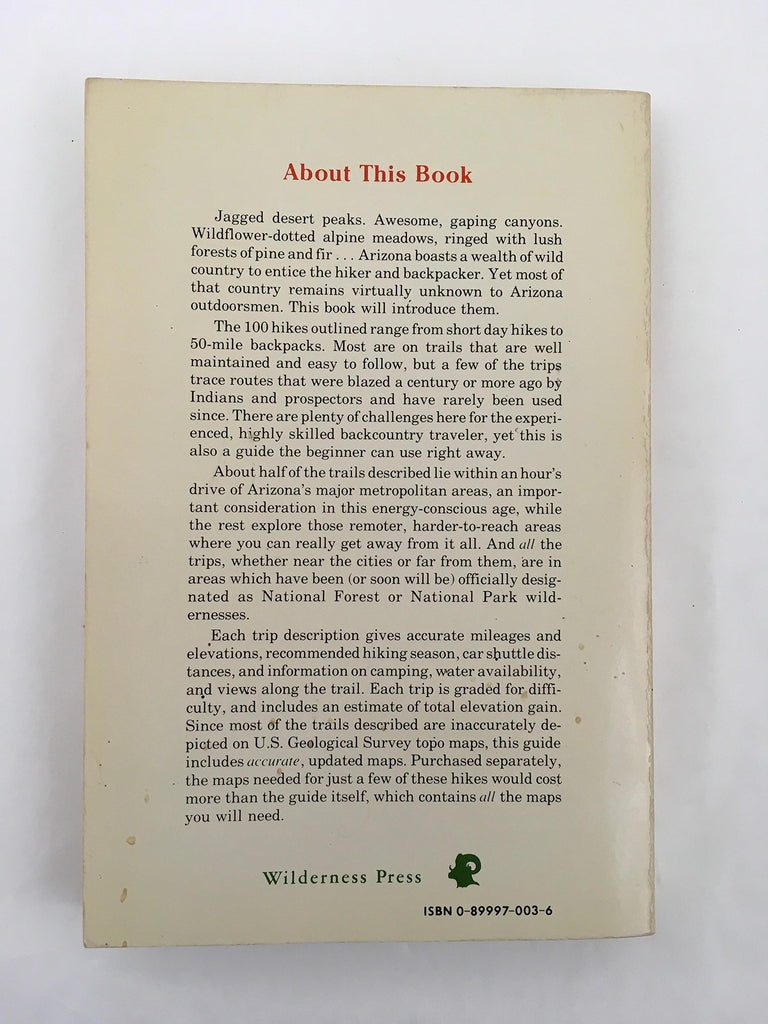 About This Book
Jagged desert peaks. Awesome, gaping canyons.
Wildflower-dotted alpine meadows, ringed with lush
forests of pine and fir . . . Arizona boasts a wealth of wild
country to entice the hiker and backpacker. Yet most of
that country remains virtually unknown to Arizona
outdoorsmen. This book will introduce them.
The 100 hikes outlined range from short day hikes to
50-mile backpacks. Most are on trails that are well
maintained and easy to follow, but a few of the trips
trace routes that were blazed a century or more ago by
Indians and prospectors and have rarely been used
since. There are plenty of challenges here for the experi-
enced, highly skilled backcountry traveler, yet this is
also a guide the beginner can use right away.
About half of the trails described lie within an hour's
drive of Arizona's major metropolitan areas, an impor-
tant consideration in this energy-conscious age, while
the rest explore those remoter, harder-to-reach areas
where you can really get away from it all. And all the
trips, whether near the cities or far from them, are in
areas which have been (or soon will be) officially desig-
nated as National Forest or National Park wild-
ernesses.
Each trip description gives accurate mileages and
elevations, recommended hiking season, car shuttle dis-
tances, and information on camping, water availability,
and views along the trail. Each trip is graded for diffi-
culty, and includes an estimate of total elevation gain.
Since most of the trails described are inaccurately de-
picted on U.S. Geological Survey topo maps, this guide
includes accurate, updated maps. Purchased separately,
the maps needed for just a few of these hikes would cost
more than the guide itself, which contains all the maps
you will need.
Wilderness Press
ISBN 0-89997-003-6